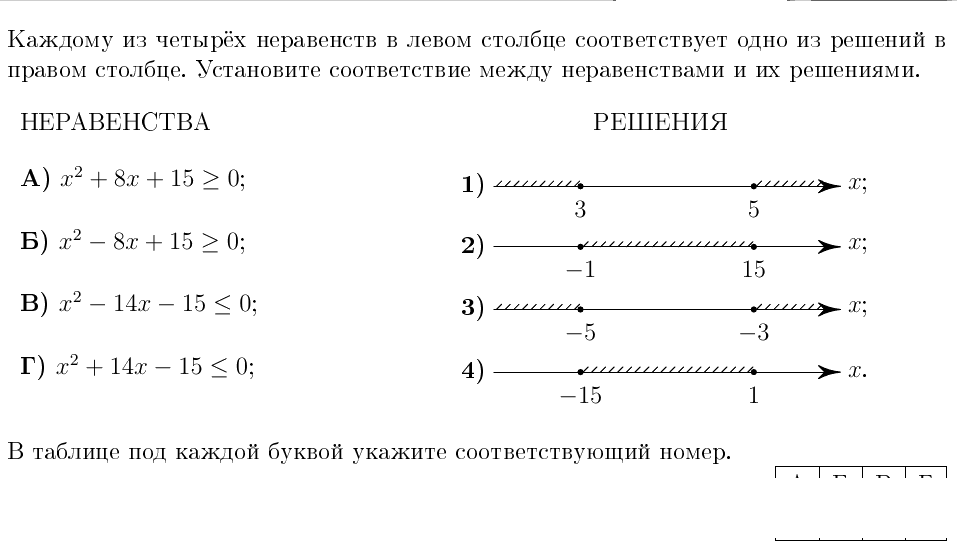 Каждому из четырёх неравенств в левом столбце соответствует одно из решений в
правом столбце. Установите соответствие между неравенствами и их решениями.
НЕРАВЕНСТВА
РЕШЕНИЯ
А) x² + 8x + 15 ≥ 0;
Б) x² − 8x + 15 ≥ 0;
В) x² − 14x − 15 ≤ 0;
Г) x² + 14x − 15 ≤ 0;
1) x;
3 5
2) x;
−1 15
3) x;
−5 −3
4) x.
−15 1
В таблице под каждой буквой укажите соответствующий номер.